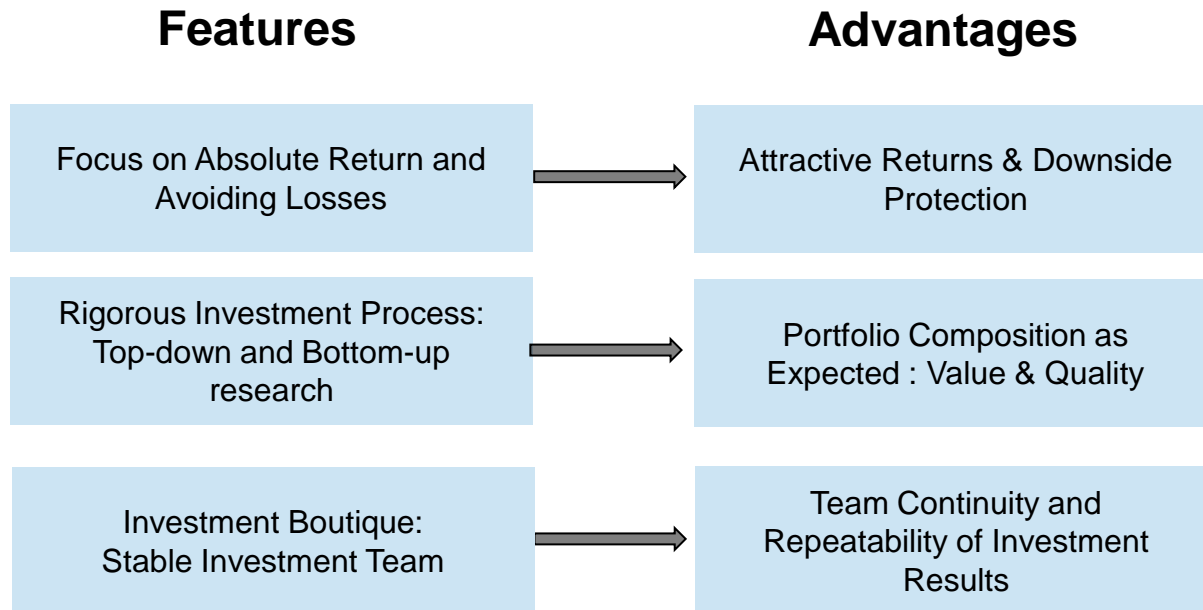 Features
Advantages
Focus on Absolute Return and
Avoiding Losses
Attractive Returns & Downside
Protection
Rigorous Investment Process:
Top-down and Bottom-up
research
Portfolio Composition as
Expected : Value & Quality
Investment Boutique:
Stable Investment Team
Team Continuity and
Repeatability of Investment
Results